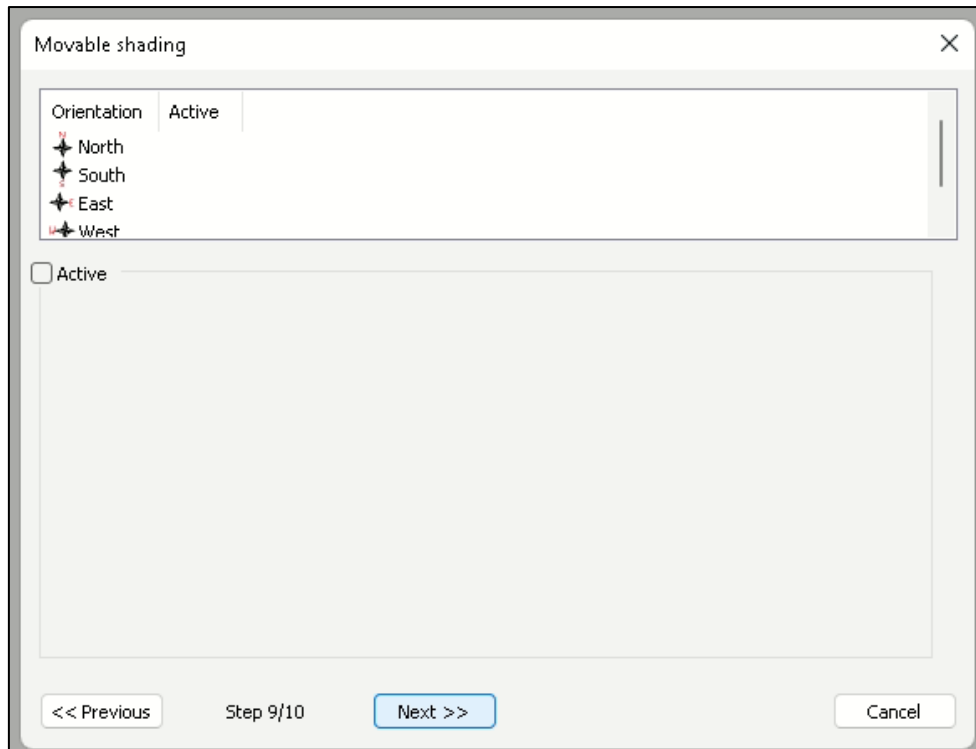 Movable shading
Orientation Active
N
North
South
S
East
E
West
W
Active
<< Previous Step 9/10 Next >> Cancel